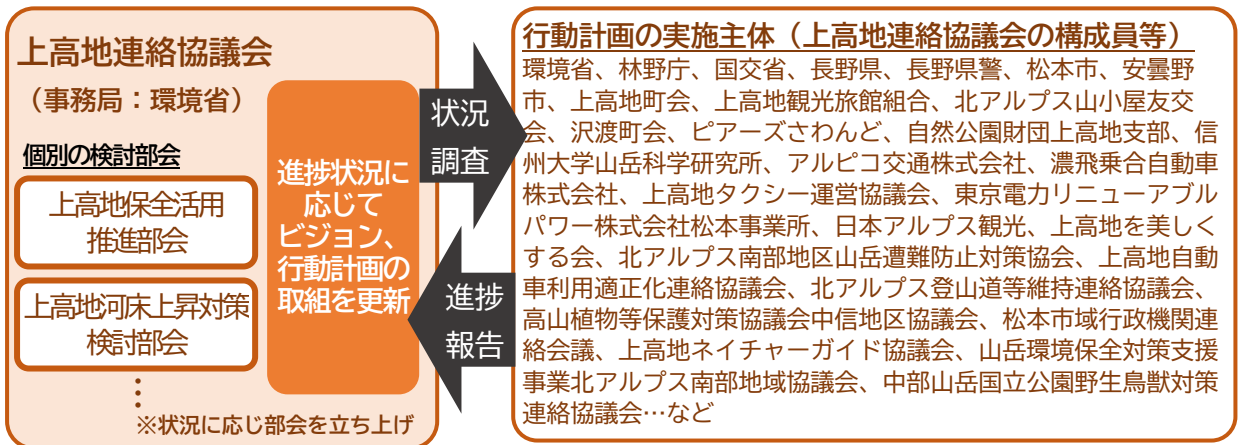 上高地連絡協議会
（事務局：環境省）
個別の検討部会
上高地保全活用
推進部会
上高地河床上昇対策
検討部会
⋮
※状況に応じ部会を立ち上げ
進捗状況に
応じて
ビジョン、
行動計画の
取組を更新
状況
調査
進捗
報告
行動計画の実施主体（上高地連絡協議会の構成員等）
環境省、林野庁、国交省、長野県、長野県警、松本市、安曇野
市、上高地町会、上高地観光旅館組合、北アルプス山小屋友交
会、沢渡町会、ピアーズさわんど、自然公園財団上高地支部、信
州大学山岳科学研究所、アルピコ交通株式会社、濃飛乗合自動車
株式会社、上高地タクシー運営協議会、東京電力リニューアブル
パワー株式会社松本事業所、日本アルプス観光、上高地を美しく
する会、北アルプス南部地区山岳遭難防止対策協会、上高地自動
車利用適正化連絡協議会、北アルプス登山道等維持連絡協議会、
高山植物等保護対策協議会中信地区協議会、松本市域行政機関連
絡会議、上高地ネイチャーガイド協議会、山岳環境保全対策支援
事業北アルプス南部地域協議会、中部山岳国立公園野生鳥獣対策
連絡協議会…など